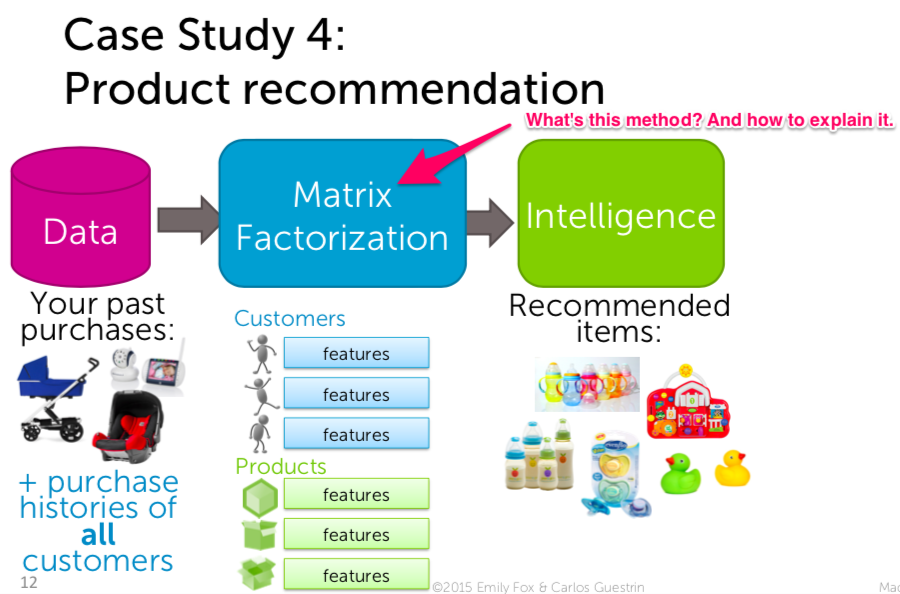 Case Study 4:
Product recommendation
What's this method? And how to explain it.
Data
Matrix
Factorization
Intelligence
Your past
purchases:
+ purchase
histories of
all
customers
Customers
features
features
features
Products
features
features
features
Recommended
items:
12
©2015 Emily Fox & Carlos Guestrin
Mac